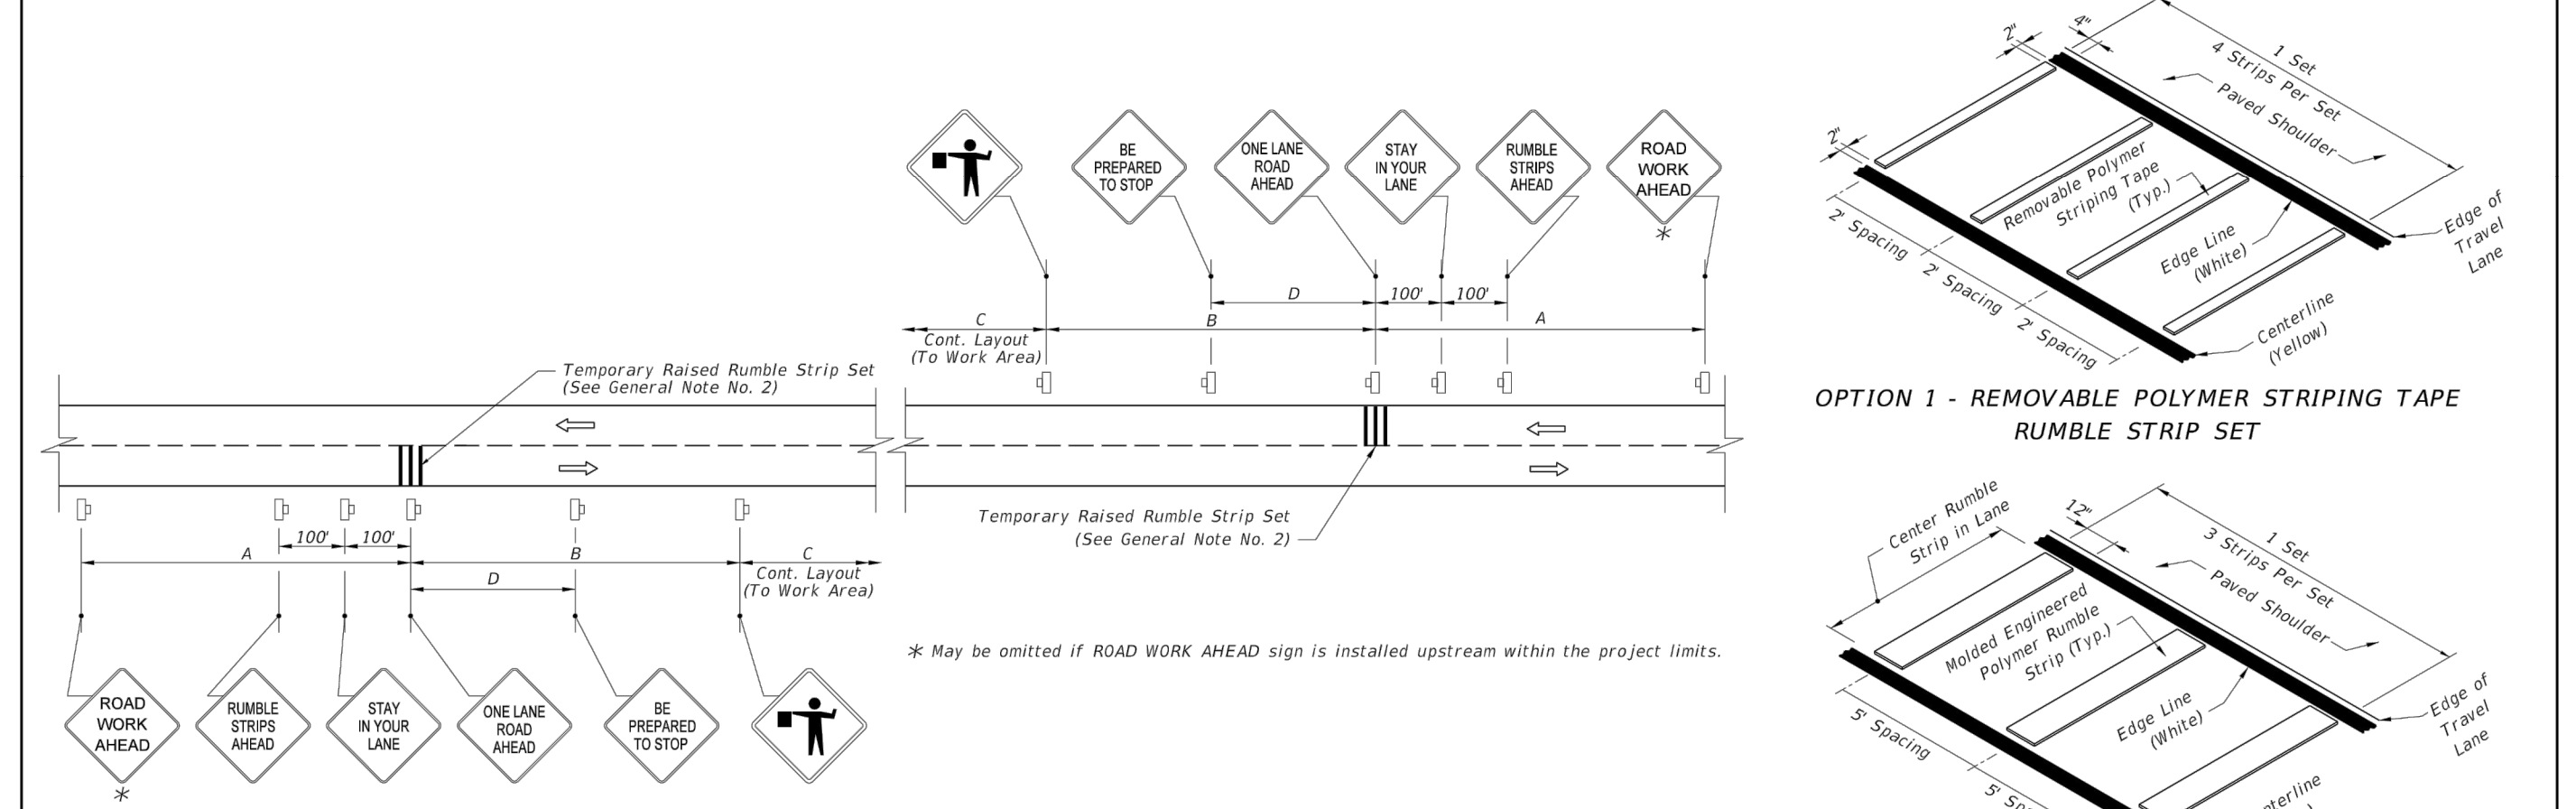 BE
PREPARED
TO STOP
ONE LANE
ROAD
AHEAD
STAY
IN YOUR
LANE
RUMBLE
STRIPS
AHEAD
ROAD
WORK
AHEAD
*
D
100'
100'
C
B
A
Cont. Layout
(To Work Area)
Temporary Raised Rumble Strip Set
(See General Note No. 2)
Temporary Raised Rumble Strip Set
(See General Note No. 2)
100'
100'
A
B
C
D
Cont. Layout
(To Work Area)
* May be omitted if ROAD WORK AHEAD sign is installed upstream within the project limits.
ROAD
WORK
AHEAD
*
RUMBLE
STRIPS
AHEAD
STAY
IN YOUR
LANE
ONE LANE
ROAD
AHEAD
BE
PREPARED
TO STOP
2"
4"
1 Set
4 Strips Per Set
Paved Shoulder
2"
Removable Polymer
Striping Tape
(Typ.)
Edge Line
(White)
Edge of
Travel
Lane
2' Spacing
2' Spacing
2' Spacing
Centerline
(Yellow)
OPTION 1 - REMOVABLE POLYMER STRIPING TAPE
RUMBLE STRIP SET
Center Rumble
Strip in Lane
12"
1 Set
3 Strips Per Set
Paved Shoulder
Molded Engineered
Polymer Rumble
Strip (Typ.)
Edge Line
(White)
Edge of
Travel
Lane
5' Spacing
5'